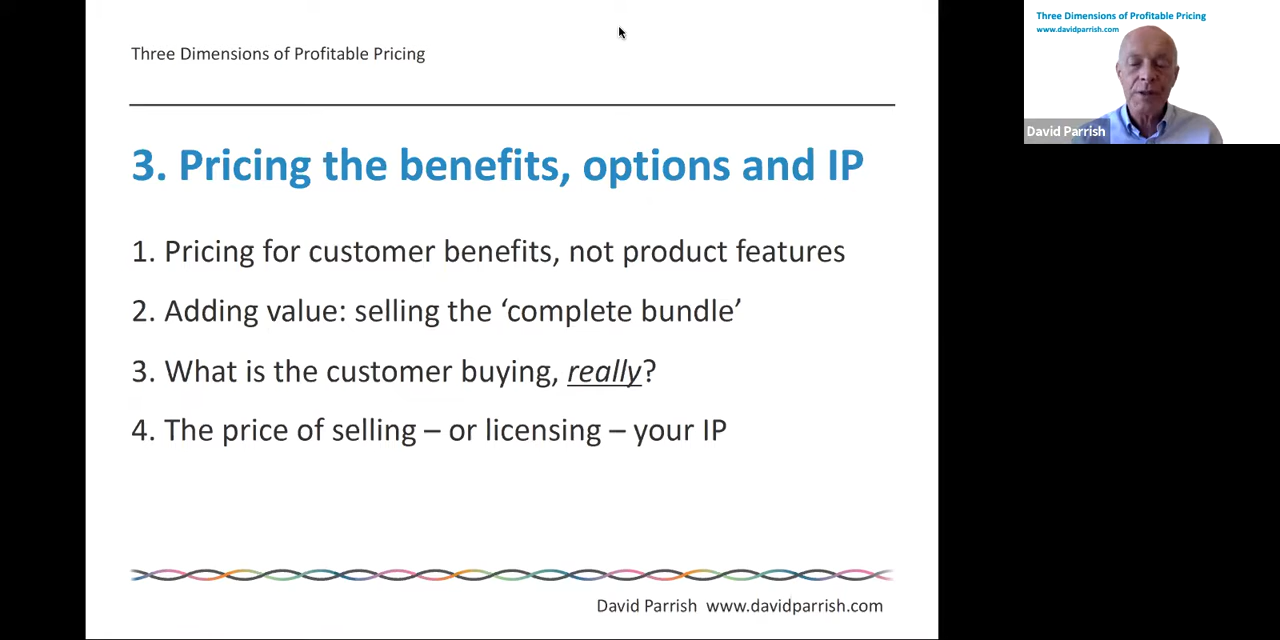 Three Dimensions of Profitable Pricing
3. Pricing the benefits, options and IP
1. Pricing for customer benefits, not product features
2. Adding value: selling the ‘complete bundle’
3. What is the customer buying, really?
4. The price of selling – or licensing – your IP
David Parrish www.davidparrish.com
Three Dimensions of Profitable Pricing
www.davidparrish.com
David Parrish